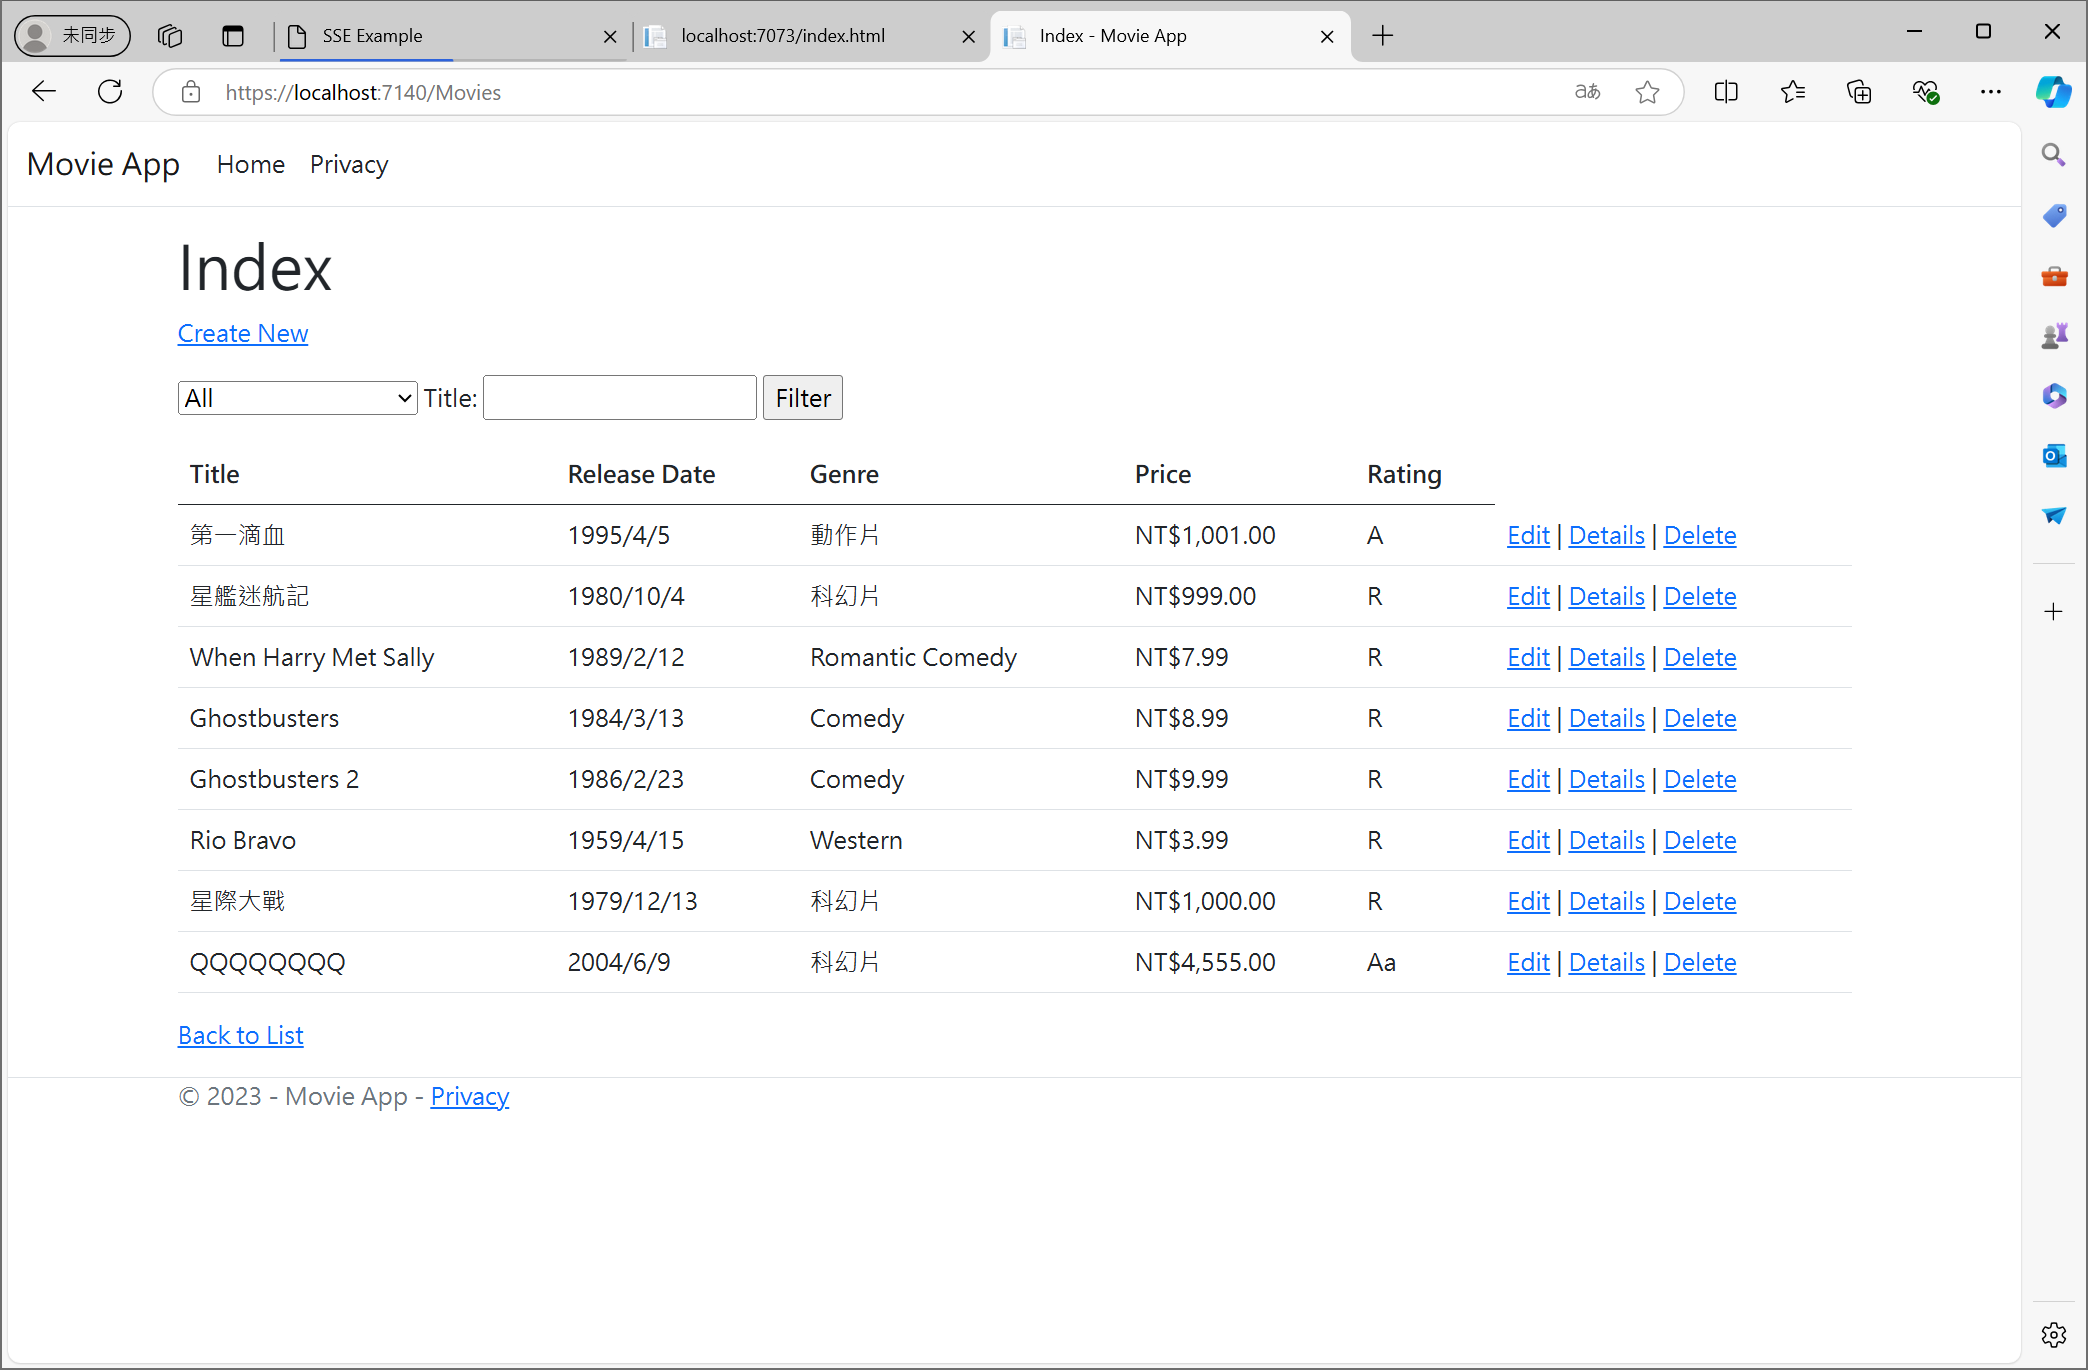 未同步 SSE Example localhost:7073/index.html Index - Movie App
https://localhost:7140/Movies aあ
Movie App Home Privacy
Index
Create New
All Title: Filter
Title Release Date Genre Price Rating
第一滴血 1995/4/5 動作片 NT$1,001.00 A Edit | Details | Delete
星艦迷航記 1980/10/4 科幻片 NT$999.00 R Edit | Details | Delete
When Harry Met Sally 1989/2/12 Romantic Comedy NT$7.99 R Edit | Details | Delete
Ghostbusters 1984/3/13 Comedy NT$8.99 R Edit | Details | Delete
Ghostbusters 2 1986/2/23 Comedy NT$9.99 R Edit | Details | Delete
Rio Bravo 1959/4/15 Western NT$3.99 R Edit | Details | Delete
星際大戰 1979/12/13 科幻片 NT$1,000.00 R Edit | Details | Delete
QQQQQQQQ 2004/6/9 科幻片 NT$4,555.00 Aa Edit | Details | Delete
Back to List
© 2023 - Movie App - Privacy